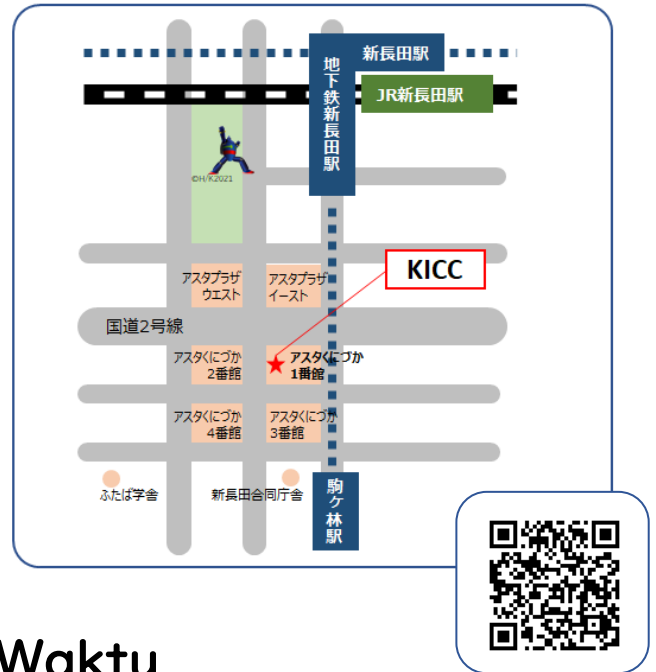 新長田駅
地下鉄新長田駅
JR新長田駅
©H/K2021
KICC
アスタプラザ
ウエスト
アスタプラザ
イースト
国道2号線
アスタくにづか
2番館
アスタくにづか
1番館
アスタくにづか
4番館
アスタくにづか
3番館
ふたば学舎
新長田合同庁舎
駒ヶ林駅
Waktu